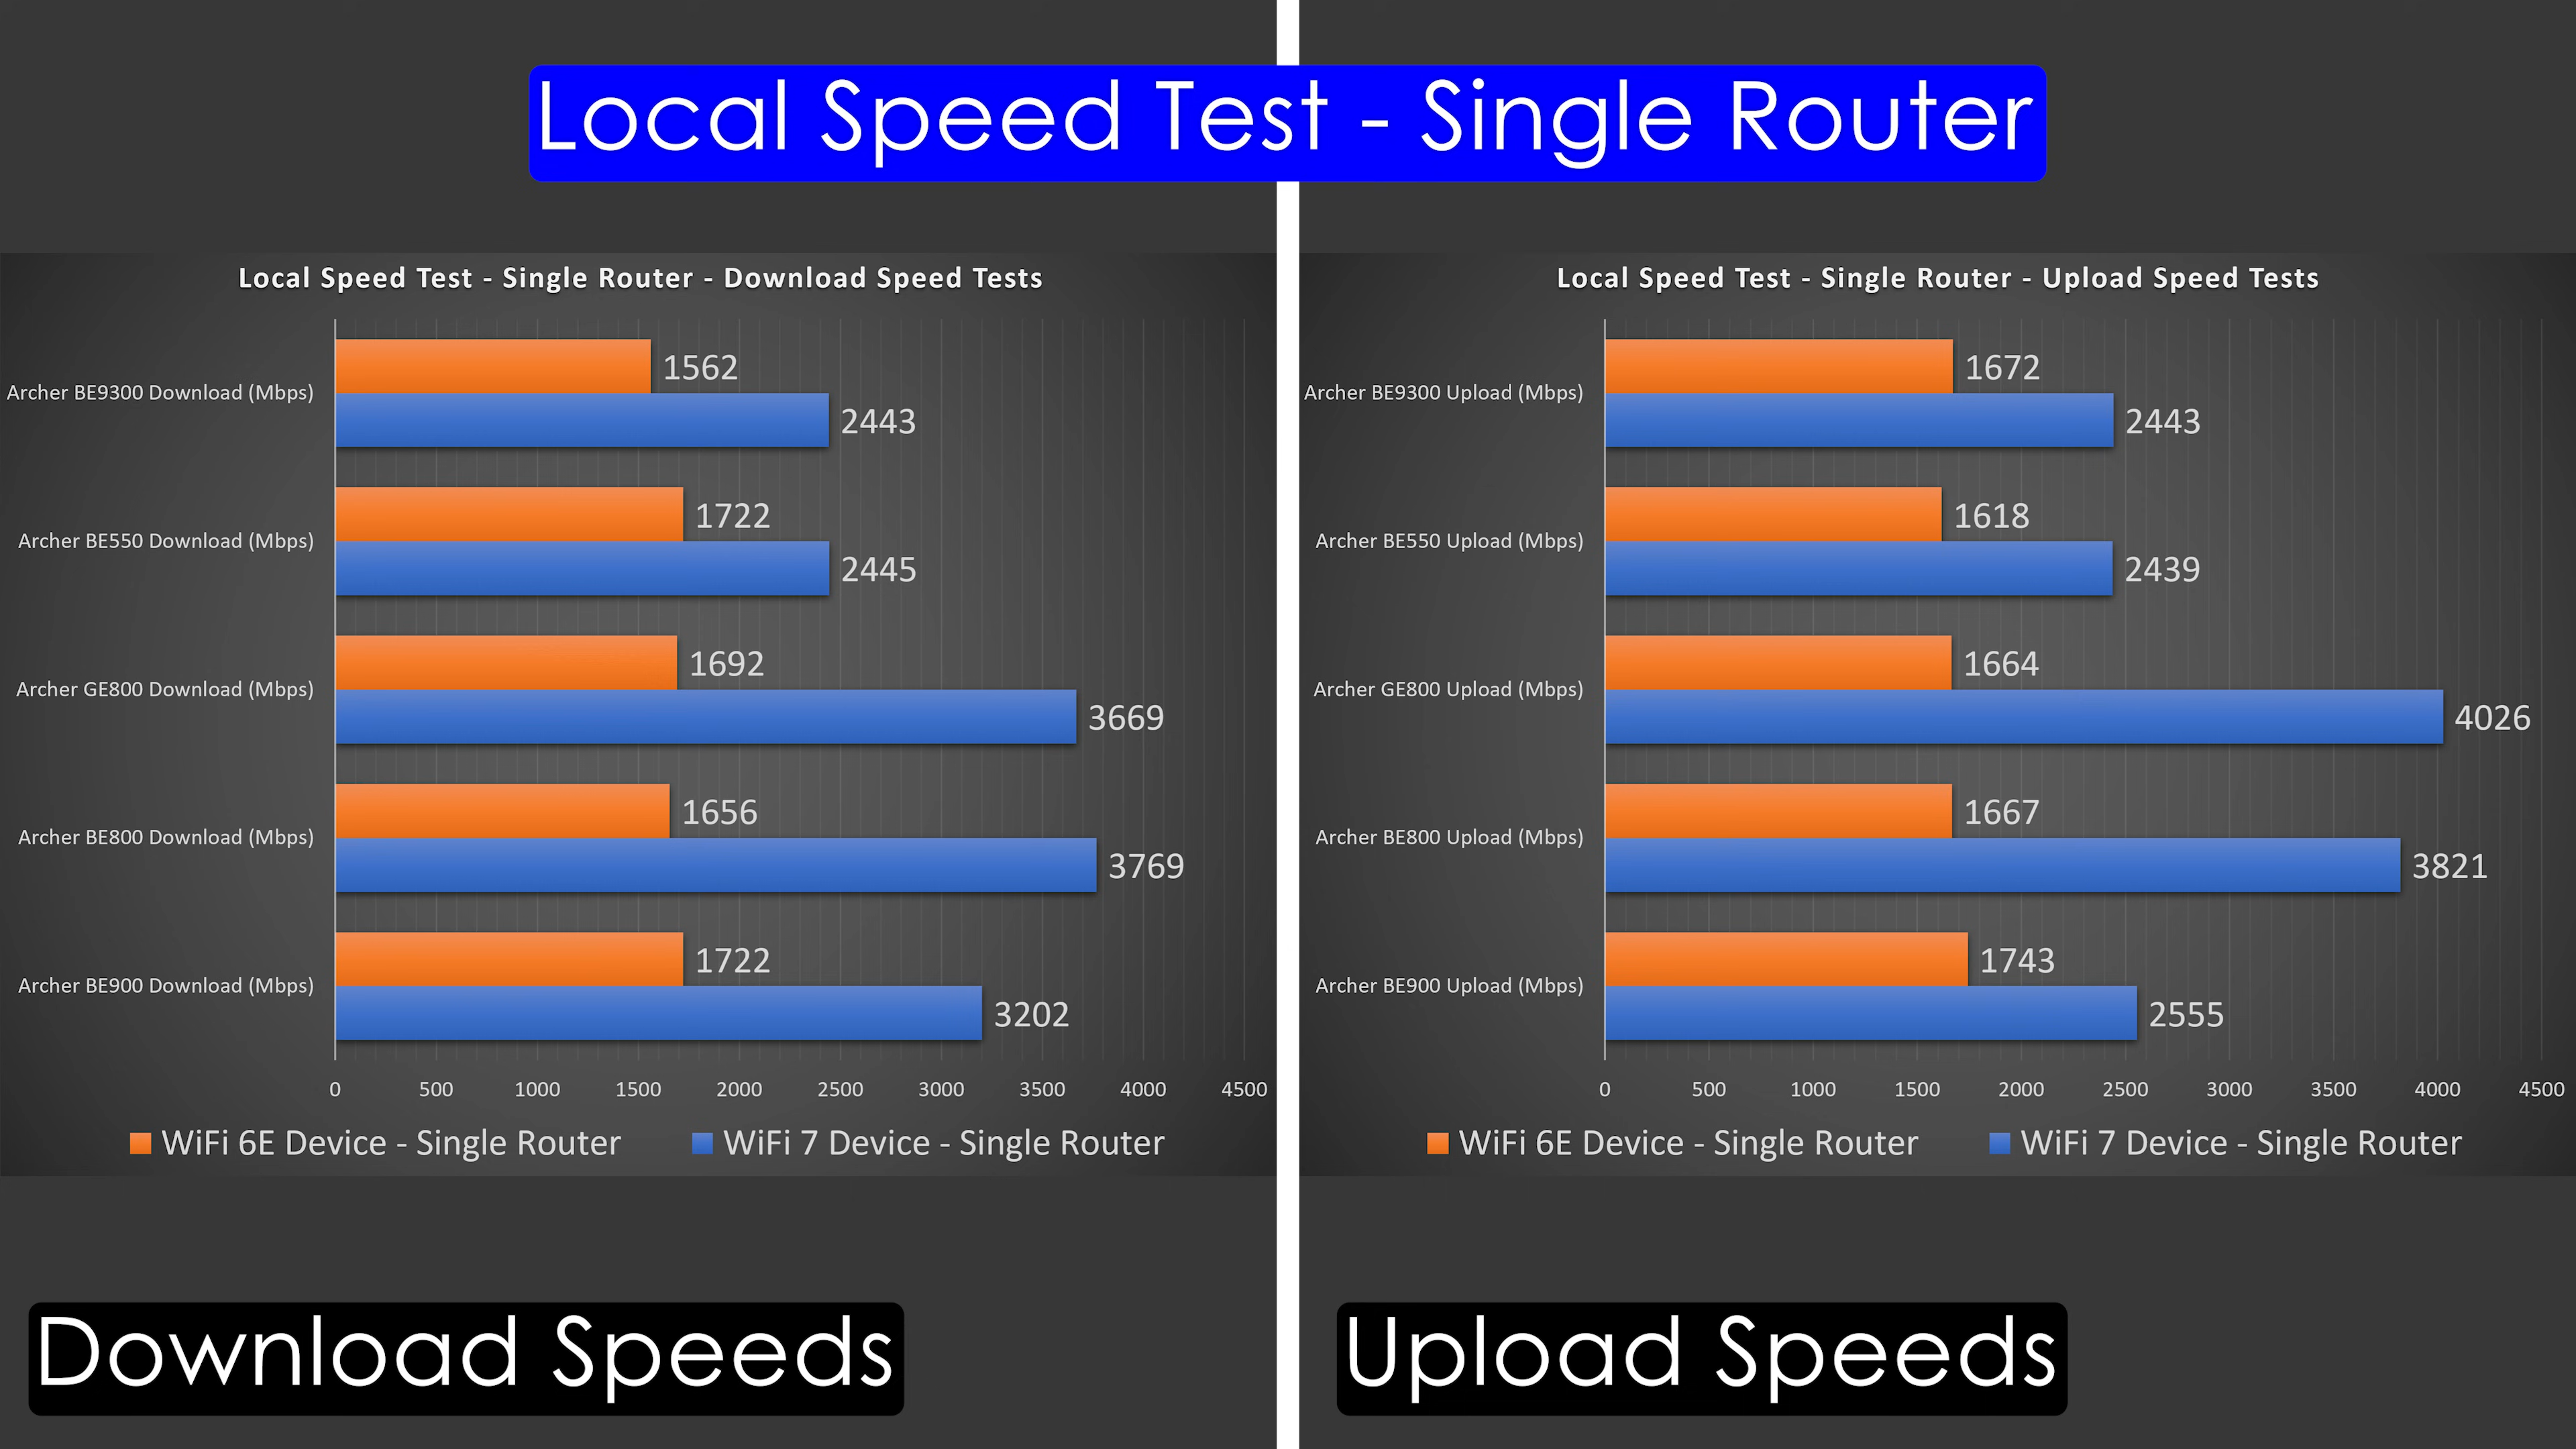 Local Speed Test - Single Router
Local Speed Test - Single Router - Download Speed Tests
Archer BE9300 Download (Mbps)
1562
2443
Archer BE550 Download (Mbps)
1722
2445
Archer GE800 Download (Mbps)
1692
3669
Archer BE800 Download (Mbps)
1656
3769
Archer BE900 Download (Mbps)
1722
3202
0 500 1000 1500 2000 2500 3000 3500 4000 4500
WiFi 6E Device - Single Router WiFi 7 Device - Single Router
Download Speeds
Local Speed Test - Single Router - Upload Speed Tests
Archer BE9300 Upload (Mbps)
1672
2443
Archer BE550 Upload (Mbps)
1618
2439
Archer GE800 Upload (Mbps)
1664
4026
Archer BE800 Upload (Mbps)
1667
3821
Archer BE900 Upload (Mbps)
1743
2555
0 500 1000 1500 2000 2500 3000 3500 4000 4500
WiFi 6E Device - Single Router WiFi 7 Device - Single Router
Upload Speeds